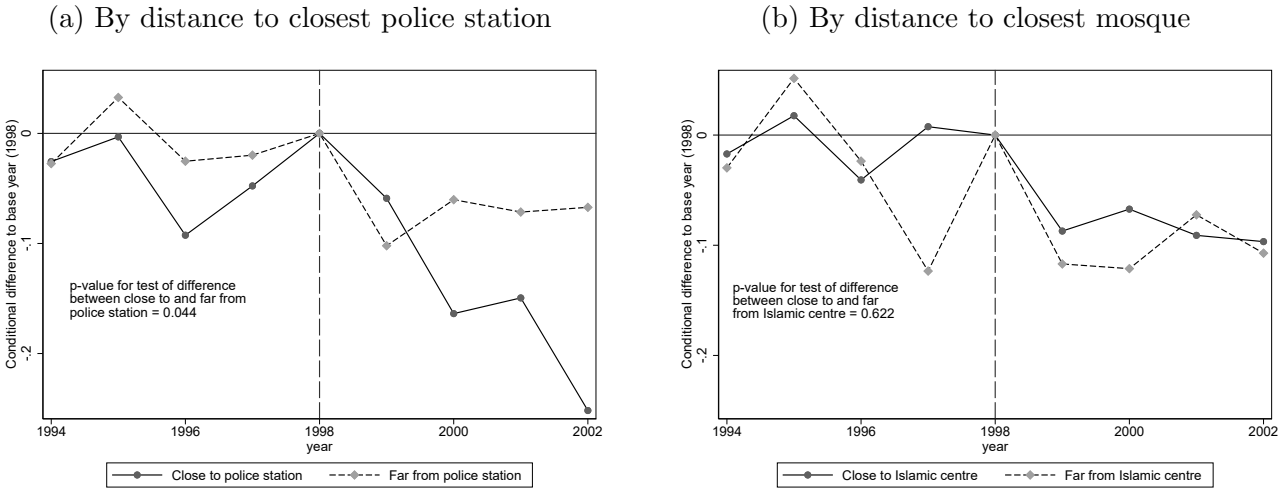 (a) By distance to closest police station
Conditional difference to base year (1998)
0
-.1
-.2
p-value for test of difference
between close to and far from
police station = 0.044
1994
1996
1998
2000
2002
year
Close to police station
Far from police station
(b) By distance to closest mosque
Conditional difference to base year (1998)
0
-.1
-.2
p-value for test of difference
between close to and far
from Islamic centre = 0.622
1994
1996
1998
2000
2002
year
Close to Islamic centre
Far from Islamic centre